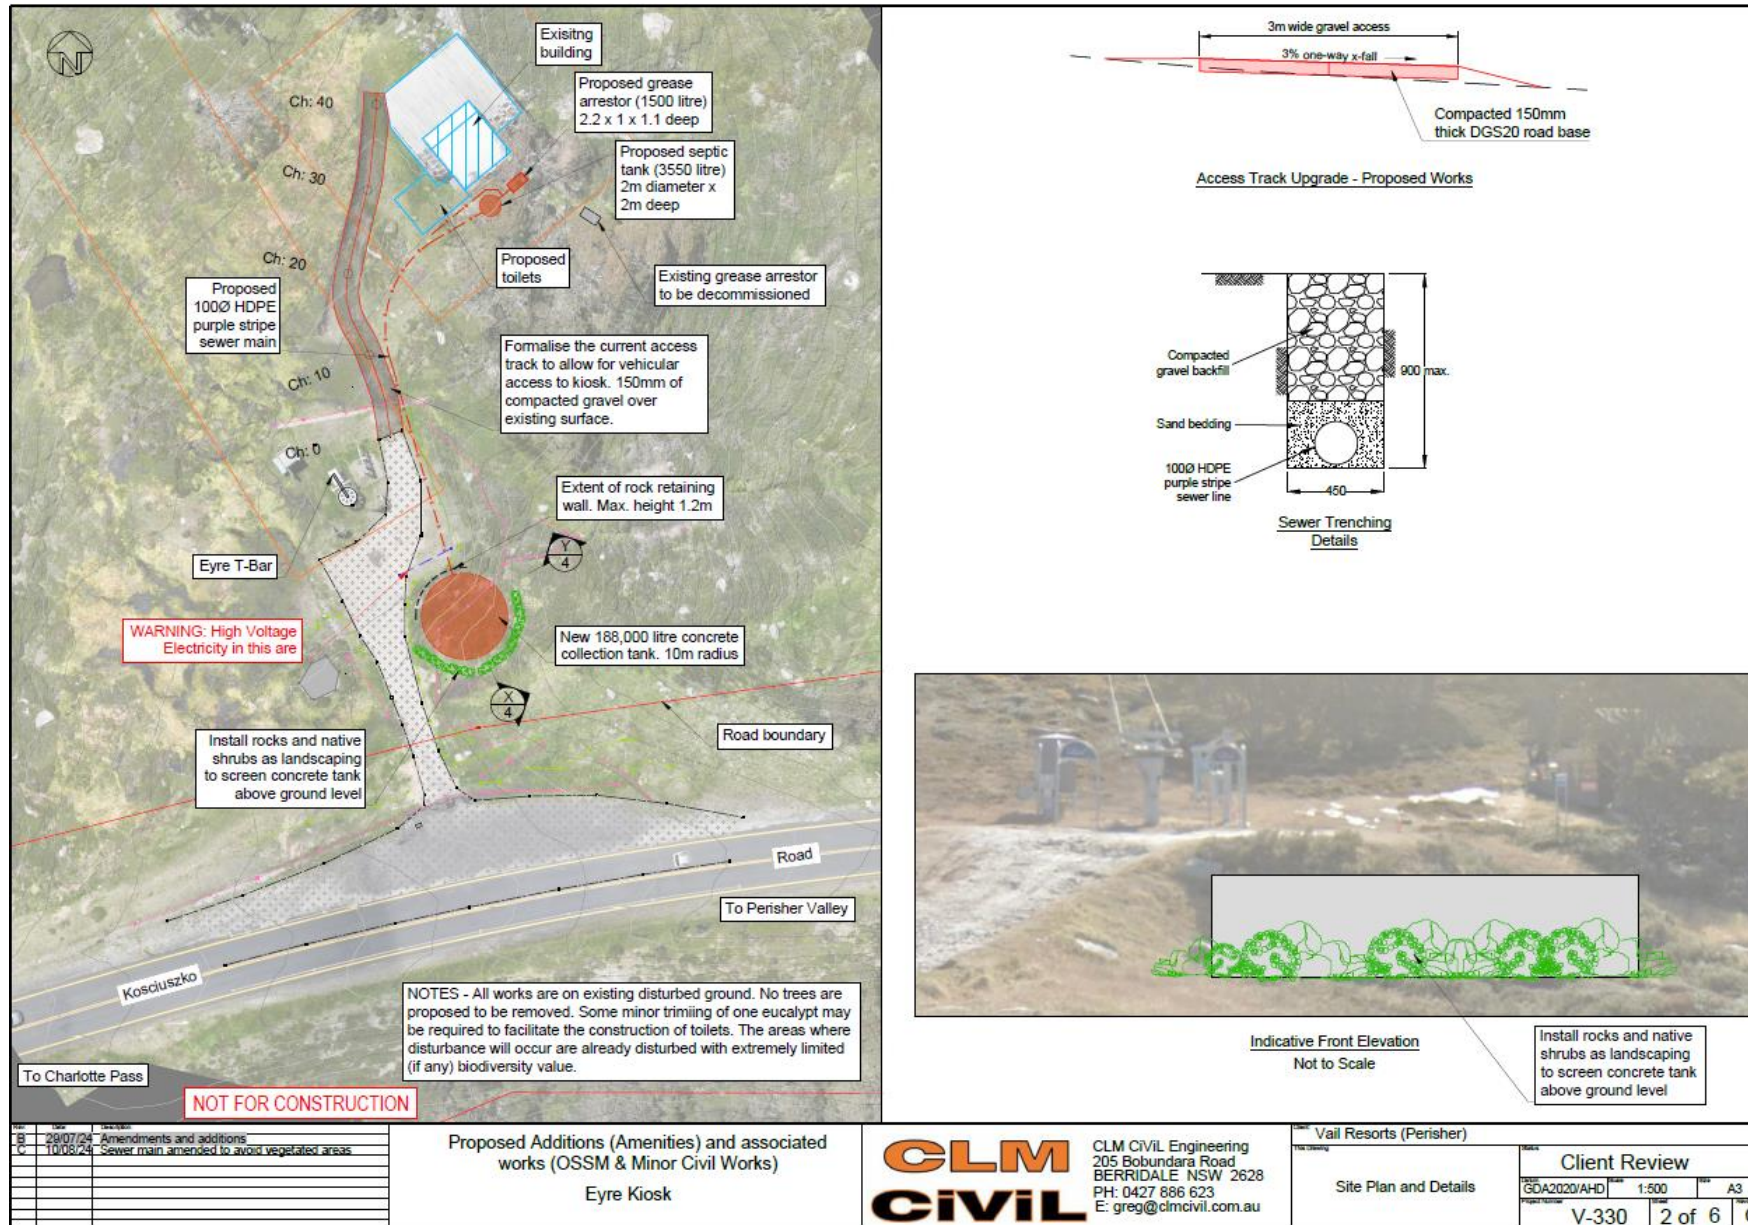 N
Exisitng
building
Proposed grease
arrestor (1500 litre)
2.2 x 1 x 1.1 deep
Proposed septic
tank (3550 litre)
2m diameter x
2m deep
Ch: 40
Ch: 30
Ch: 20
Ch: 10
Ch: 0
Proposed
toilets
Existing grease arrestor
to be decommissioned
Proposed
100Ø HDPE
purple stripe
sewer main
Formalise the current access
track to allow for vehicular
access to kiosk. 150mm of
compacted gravel over
existing surface.
Extent of rock retaining
wall. Max. height 1.2m
Y
4
Eyre T-Bar
WARNING: High Voltage
Electricity in this are
New 188,000 litre concrete
collection tank. 10m radius
X
4
Road boundary
Install rocks and native
shrubs as landscaping
to screen concrete tank
above ground level
Road
To Perisher Valley
Kosciuszko
To Charlotte Pass
NOTES - All works are on existing disturbed ground. No trees are
proposed to be removed. Some minor trimiing of one eucalypt may
be required to facilitate the construction of toilets. The areas where
disturbance will occur are already disturbed with extremely limited
(if any) biodiversity value.
NOT FOR CONSTRUCTION
3m wide gravel access
3% one-way x-fall
Compacted 150mm
thick DGS20 road base
Access Track Upgrade - Proposed Works
Compacted
gravel backfill
900 max.
Sand bedding
100Ø HDPE
purple stripe
sewer line
450
Sewer Trenching
Details
Indicative Front Elevation
Not to Scale
Install rocks and native
shrubs as landscaping
to screen concrete tank
above ground level
Rev Date Description
B 29/07/24 Amendments and additions
C 10/08/24 Sewer main amended to avoid vegetated areas
Proposed Additions (Amenities) and associated
works (OSSM & Minor Civil Works)
Eyre Kiosk
CLM
CiViL
CLM CiViL Engineering
205 Bobundara Road
BERRIDALE NSW 2628
PH: 0427 886 623
E: greg@clmcivil.com.au
Client
Vail Resorts (Perisher)
This Drawing
Site Plan and Details
Status
Client Review
Datum
GDA2020/AHD
Scale
1:500
Size
A3
Project Number
V-330
Sheet
2 of 6